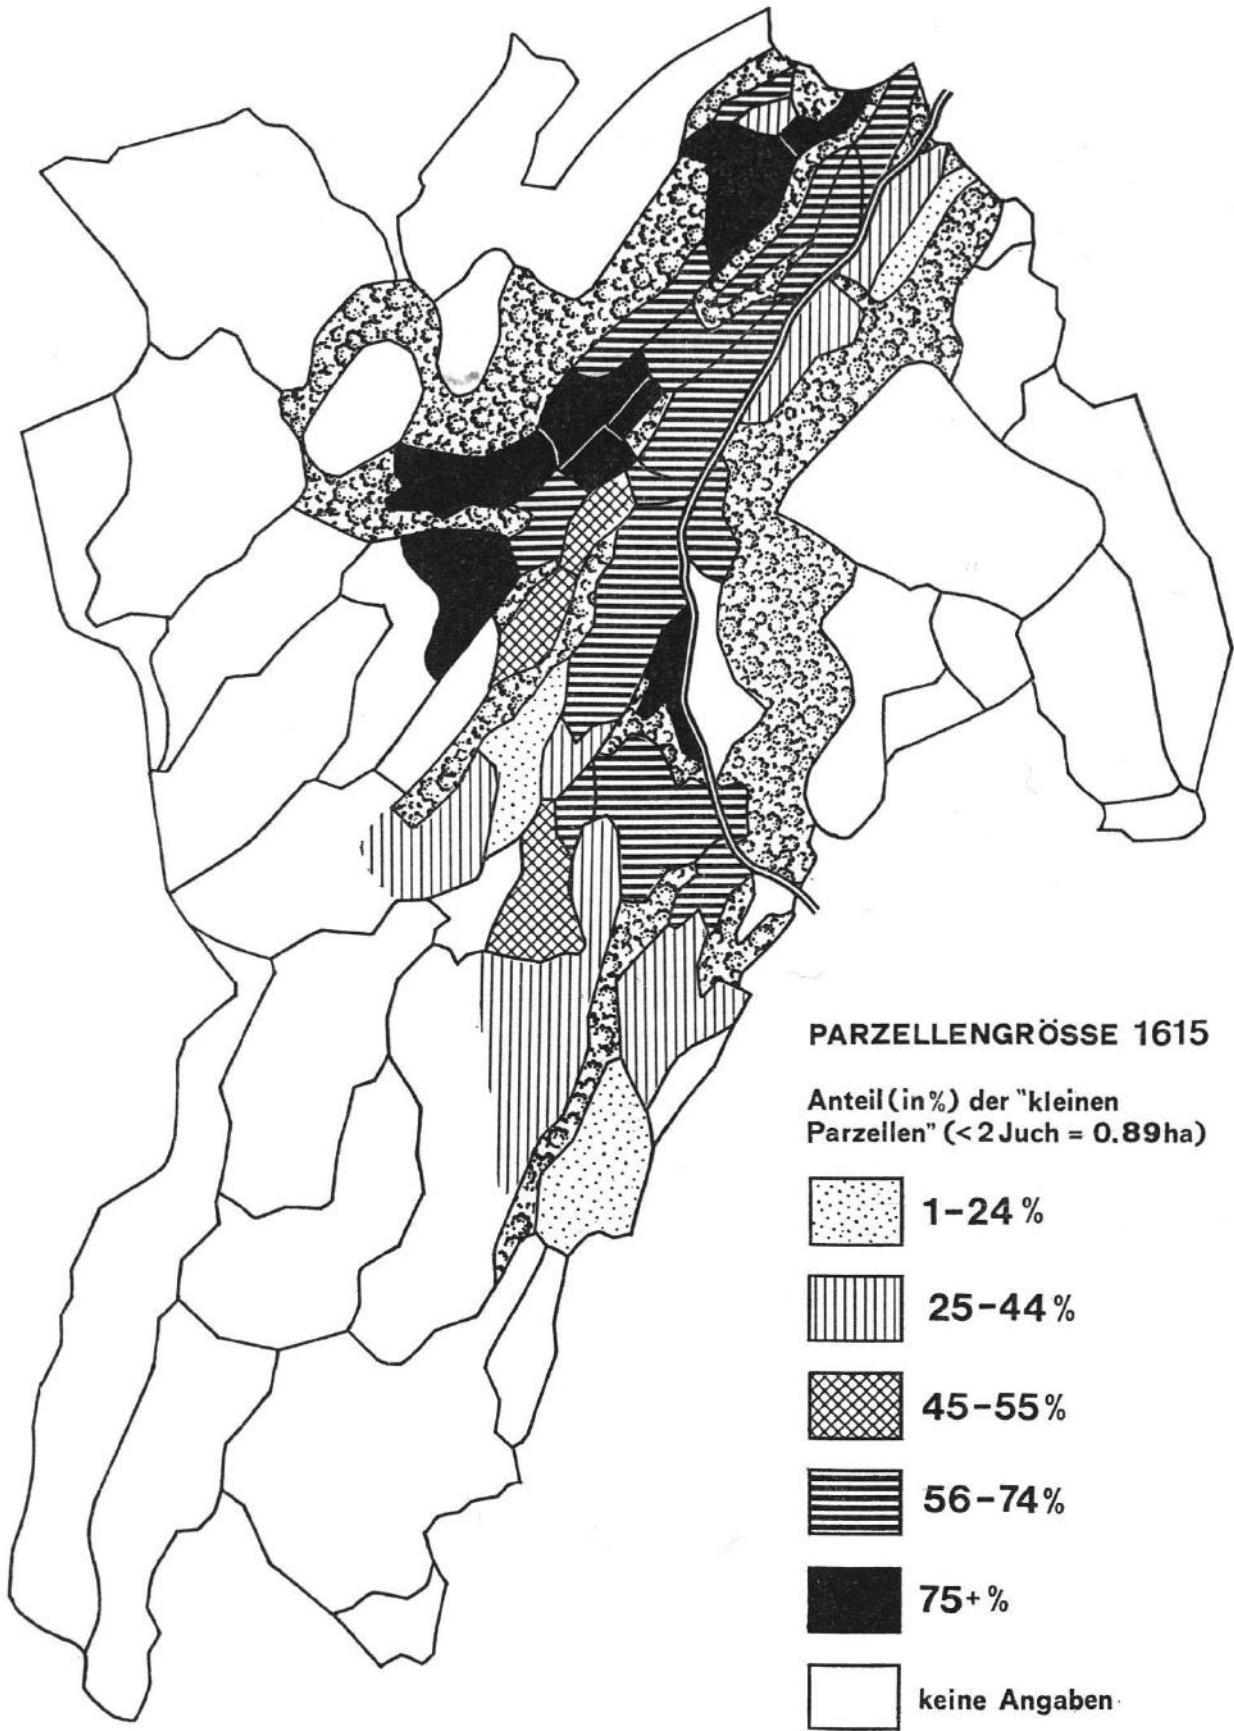 PARZELLENGRÖSSE 1615
Anteil (in %) der "kleinen
Parzellen" (< 2 Juch = 0.89 ha)
1-24 %
25-44 %
45-55 %
56-74 %
75+ %
keine Angaben